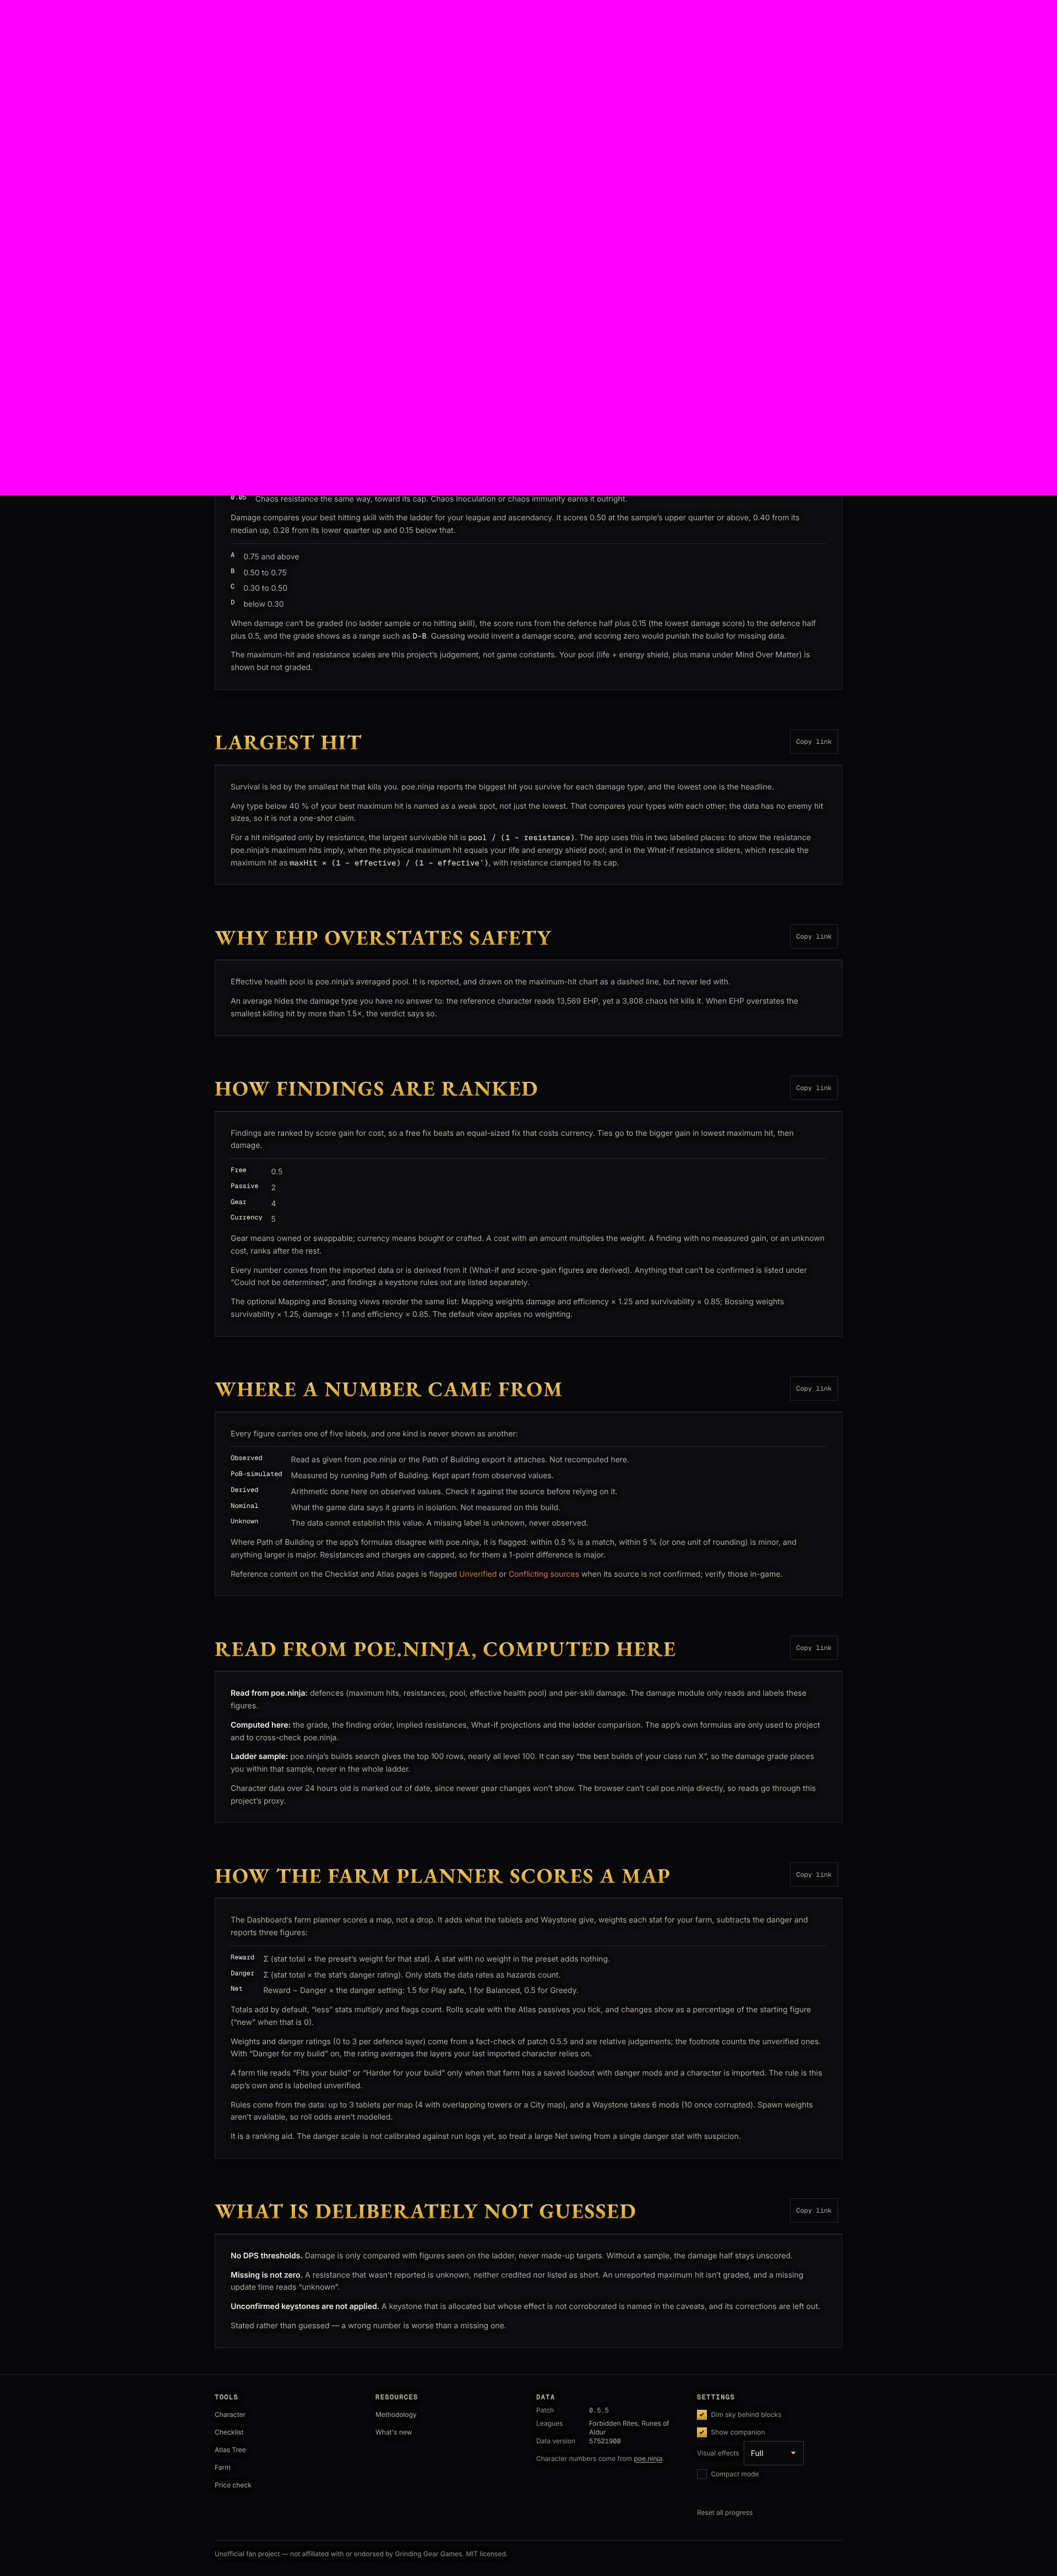 0.05 Chaos resistance the same way, toward its cap. Chaos Inoculation or chaos immunity earns it outright.
Damage compares your best hitting skill with the ladder for your league and ascendancy. It scores 0.50 at the sample’s upper quarter or above, 0.40 from its
median up, 0.28 from its lower quarter up and 0.15 below that.
A 0.75 and above
B 0.50 to 0.75
C 0.30 to 0.50
D below 0.30
When damage can’t be graded (no ladder sample or no hitting skill), the score runs from the defence half plus 0.15 (the lowest damage score) to the defence half
plus 0.5, and the grade shows as a range such as D–B. Guessing would invent a damage score, and scoring zero would punish the build for missing data.
The maximum-hit and resistance scales are this project’s judgement, not game constants. Your pool (life + energy shield, plus mana under Mind Over Matter) is
shown but not graded.
LARGEST HIT
Copy link
Survival is led by the smallest hit that kills you. poe.ninja reports the biggest hit you survive for each damage type, and the lowest one is the headline.
Any type below 40 % of your best maximum hit is named as a weak spot, not just the lowest. That compares your types with each other; the data has no enemy hit
sizes, so it is not a one-shot claim.
For a hit mitigated only by resistance, the largest survivable hit is pool / (1 − resistance). The app uses this in two labelled places: to show the resistance
poe.ninja’s maximum hits imply, when the physical maximum hit equals your life and energy shield pool; and in the What-if resistance sliders, which rescale the
maximum hit as maxHit × (1 − effective) / (1 − effective′), with resistance clamped to its cap.
WHY EHP OVERSTATES SAFETY
Copy link
Effective health pool is poe.ninja’s averaged pool. It is reported, and drawn on the maximum-hit chart as a dashed line, but never led with.
An average hides the damage type you have no answer to: the reference character reads 13,569 EHP, yet a 3,808 chaos hit kills it. When EHP overstates the
smallest killing hit by more than 1.5×, the verdict says so.
HOW FINDINGS ARE RANKED
Copy link
Findings are ranked by score gain for cost, so a free fix beats an equal-sized fix that costs currency. Ties go to the bigger gain in lowest maximum hit, then
damage.
Free 0.5
Passive 2
Gear 4
Currency 5
Gear means owned or swappable; currency means bought or crafted. A cost with an amount multiplies the weight. A finding with no measured gain, or an unknown
cost, ranks after the rest.
Every number comes from the imported data or is derived from it (What-if and score-gain figures are derived). Anything that can’t be confirmed is listed under
“Could not be determined”, and findings a keystone rules out are listed separately.
The optional Mapping and Bossing views reorder the same list: Mapping weights damage and efficiency × 1.25 and survivability × 0.85; Bossing weights
survivability × 1.25, damage × 1.1 and efficiency × 0.85. The default view applies no weighting.
WHERE A NUMBER CAME FROM
Copy link
Every figure carries one of five labels, and one kind is never shown as another:
Observed Read as given from poe.ninja or the Path of Building export it attaches. Not recomputed here.
PoB-simulated Measured by running Path of Building. Kept apart from observed values.
Derived Arithmetic done here on observed values. Check it against the source before relying on it.
Nominal What the game data says it grants in isolation. Not measured on this build.
Unknown The data cannot establish this value. A missing label is unknown, never observed.
Where Path of Building or the app’s formulas disagree with poe.ninja, it is flagged: within 0.5 % is a match, within 5 % (or one unit of rounding) is minor, and
anything larger is major. Resistances and charges are capped, so for them a 1-point difference is major.
Reference content on the Checklist and Atlas pages is flagged Unverified or Conflicting sources when its source is not confirmed; verify those in-game.
READ FROM POE.NINJA, COMPUTED HERE
Copy link
Read from poe.ninja: defences (maximum hits, resistances, pool, effective health pool) and per-skill damage. The damage module only reads and labels these
figures.
Computed here: the grade, the finding order, implied resistances, What-if projections and the ladder comparison. The app’s own formulas are only used to project
and to cross-check poe.ninja.
Ladder sample: poe.ninja’s builds search gives the top 100 rows, nearly all level 100. It can say “the best builds of your class run X”, so the damage grade places
you within that sample, never in the whole ladder.
Character data over 24 hours old is marked out of date, since newer gear changes won’t show. The browser can’t call poe.ninja directly, so reads go through this
project’s proxy.
HOW THE FARM PLANNER SCORES A MAP
Copy link
The Dashboard’s farm planner scores a map, not a drop. It adds what the tablets and Waystone give, weights each stat for your farm, subtracts the danger and
reports three figures:
Reward Σ (stat total × the preset’s weight for that stat). A stat with no weight in the preset adds nothing.
Danger Σ (stat total × the stat’s danger rating). Only stats the data rates as hazards count.
Net Reward − Danger × the danger setting: 1.5 for Play safe, 1 for Balanced, 0.5 for Greedy.
Totals add by default, “less” stats multiply and flags count. Rolls scale with the Atlas passives you tick, and changes show as a percentage of the starting figure
(“new” when that is 0).
Weights and danger ratings (0 to 3 per defence layer) come from a fact-check of patch 0.5.5 and are relative judgements; the footnote counts the unverified ones.
With “Danger for my build” on, the rating averages the layers your last imported character relies on.
A farm tile reads “Fits your build” or “Harder for your build” only when that farm has a saved loadout with danger mods and a character is imported. The rule is this
app’s own and is labelled unverified.
Rules come from the data: up to 3 tablets per map (4 with overlapping towers or a City map), and a Waystone takes 6 mods (10 once corrupted). Spawn weights
aren’t available, so roll odds aren’t modelled.
It is a ranking aid. The danger scale is not calibrated against run logs yet, so treat a large Net swing from a single danger stat with suspicion.
WHAT IS DELIBERATELY NOT GUESSED
Copy link
No DPS thresholds. Damage is only compared with figures seen on the ladder, never made-up targets. Without a sample, the damage half stays unscored.
Missing is not zero. A resistance that wasn’t reported is unknown, neither credited nor listed as short. An unreported maximum hit isn’t graded, and a missing
update time reads “unknown”.
Unconfirmed keystones are not applied. A keystone that is allocated but whose effect is not corroborated is named in the caveats, and its corrections are left out.
Stated rather than guessed — a wrong number is worse than a missing one.
TOOLS
Character
Checklist
Atlas Tree
Farm
Price check
RESOURCES
Methodology
What's new
DATA
Patch 0.5.5
Leagues Forbidden Rites, Runes of
Aldur
Data version 57521900
Character numbers come from poe.ninja.
SETTINGS
Dim sky behind blocks
Show companion
Visual effects Full
Compact mode
Reset all progress
Unofficial fan project — not affiliated with or endorsed by Grinding Gear Games. MIT licensed.